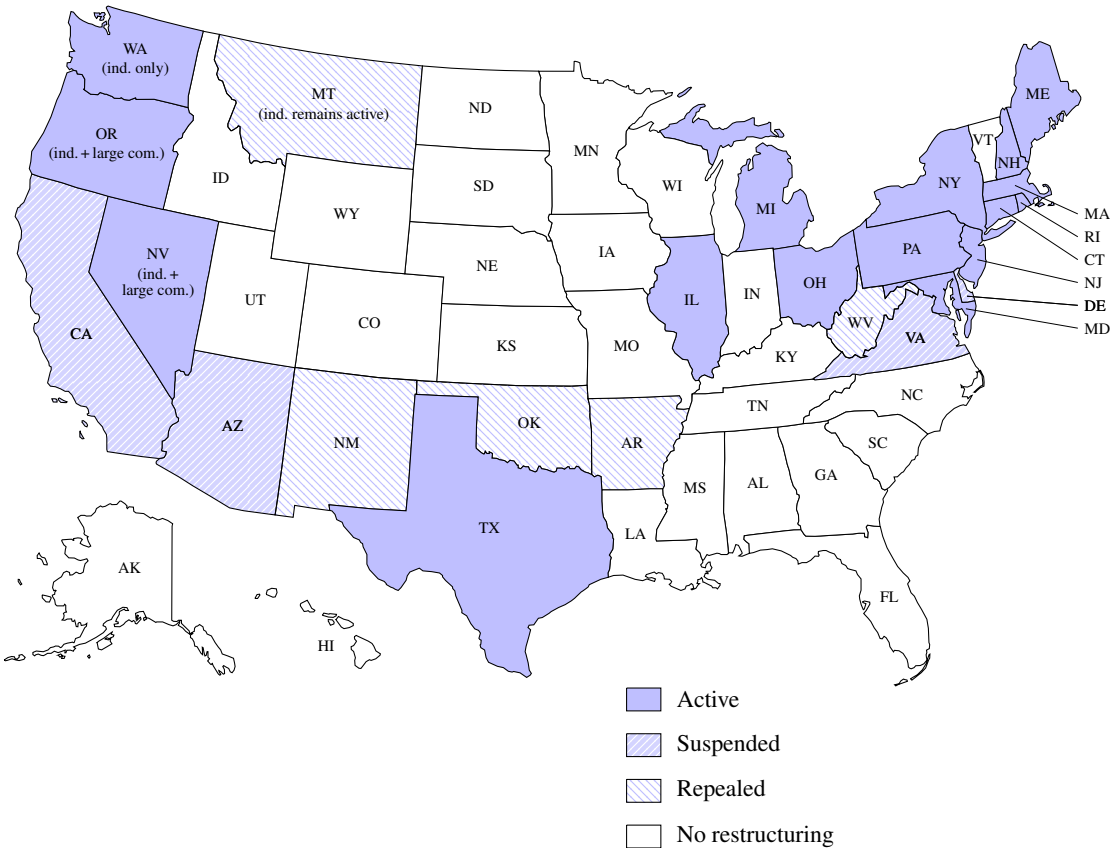 WA
(ind. only)
MT
(ind. remains active)
ND
MN
ME
OR
(ind. + large com.)
VT
NH
ID
SD
WI
NY
MI
WY
MA
RI
CT
NJ
DE
MD
NV
(ind. +
large com.)
IA
NE
PA
UT
IL
IN
OH
CO
WV
CA
KS
MO
VA
KY
NC
TN
AZ
NM
OK
AR
SC
MS
AL
GA
TX
LA
AK
FL
HI
Active
Suspended
Repealed
No restructuring